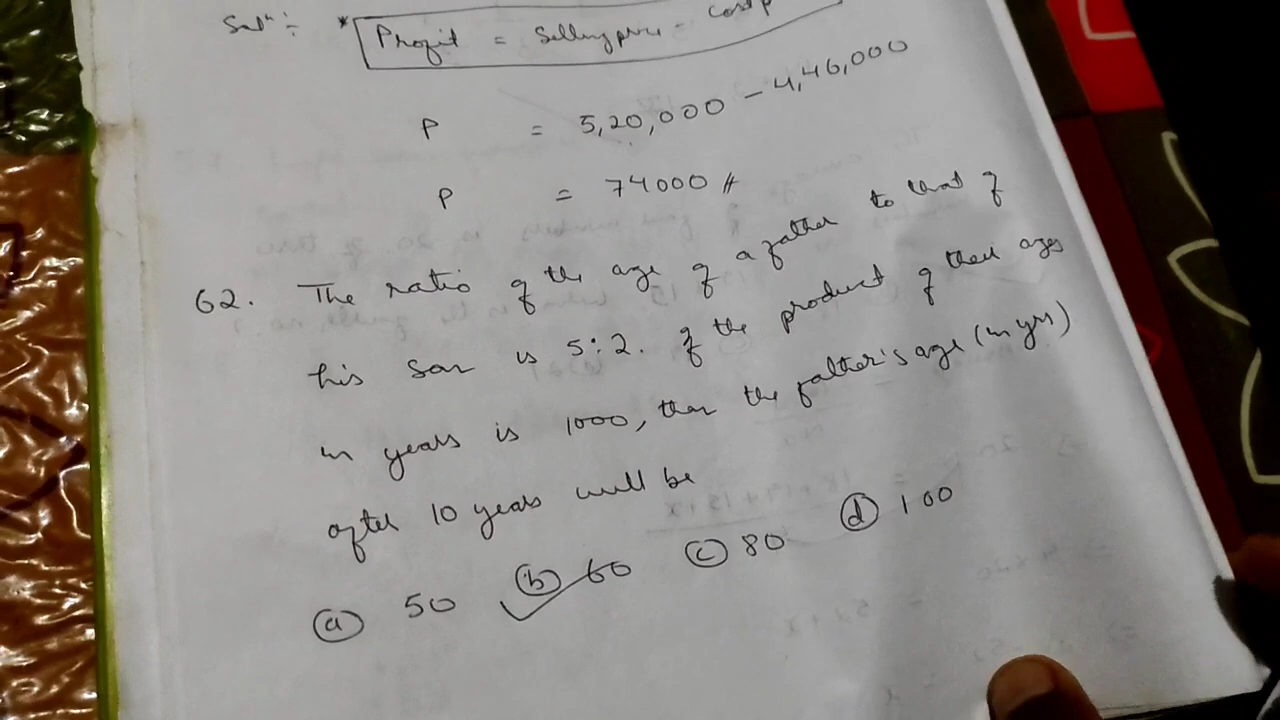 Solⁿ :- * Profit = Selling price - Cost p
P = 5,20,000 - 4,46,000
P = 74000 //
62. The ratio of the age of a father to that of
his son is 5:2. If the product of their ages
in years is 1000, then the father's age (in yrs)
after 10 years will be
(a) 50 (b) 60 (c) 80 (d) 100